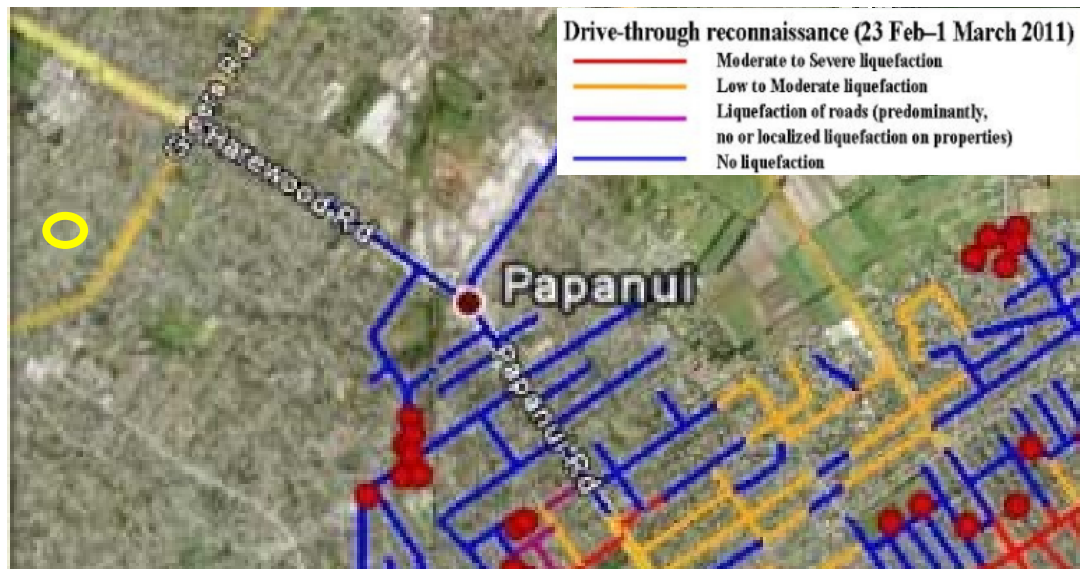 Drive-through reconnaissance (23 Feb–1 March 2011)
Moderate to Severe liquefaction
Low to Moderate liquefaction
Liquefaction of roads (predominantly,
no or localized liquefaction on properties)
No liquefaction
Harewood-Rd
Papanui
Papanui-Rd